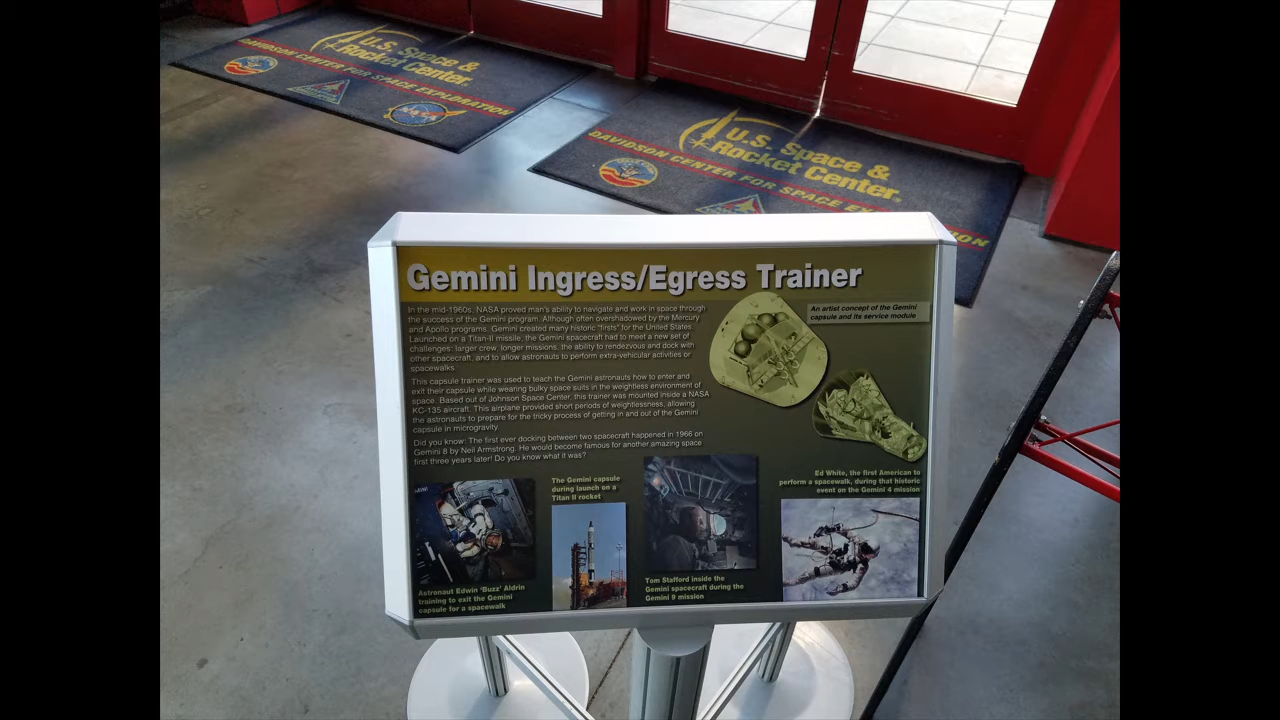 U.S. Space &
Rocket Center.
DAVIDSON CENTER FOR SPACE EXPLORATION
NASA
U.S. Space &
Rocket Center.
DAVIDSON CENTER FOR SPACE EXP
ION
Gemini Ingress/Egress Trainer
In the mid-1960s, NASA proved man's ability to navigate and work in space through
the success of the Gemini program. Although often overshadowed by the Mercury
and Apollo programs, Gemini created many historic "firsts" for the United States.
Launched on a Titan-II missile, the Gemini spacecraft had to meet a new set of
challenges: larger crew, longer missions, the ability to rendezvous and dock with
other spacecraft, and to allow astronauts to perform extra-vehicular activities or
spacewalks.
This capsule trainer was used to teach the Gemini astronauts how to enter and
exit their capsule while wearing bulky space suits in the weightless environment of
space. Based out of Johnson Space Center, this trainer was mounted inside a NASA
KC-135 aircraft. This airplane provided short periods of weightlessness, allowing
the astronauts to prepare for the tricky process of getting in and out of the Gemini
capsule in microgravity.
Did you know: The first ever docking between two spacecraft happened in 1966 on
Gemini 8 by Neil Armstrong. He would become famous for another amazing space
first three years later! Do you know what it was?
An artist concept of the Gemini
capsule and its service module
Ed White, the first American to
perform a spacewalk, during that historic
event on the Gemini 4 mission
The Gemini capsule
during launch on a
Titan II rocket
Astronaut Edwin 'Buzz' Aldrin
training to exit the Gemini
capsule for a spacewalk
Tom Stafford inside the
Gemini spacecraft during the
Gemini 9 mission